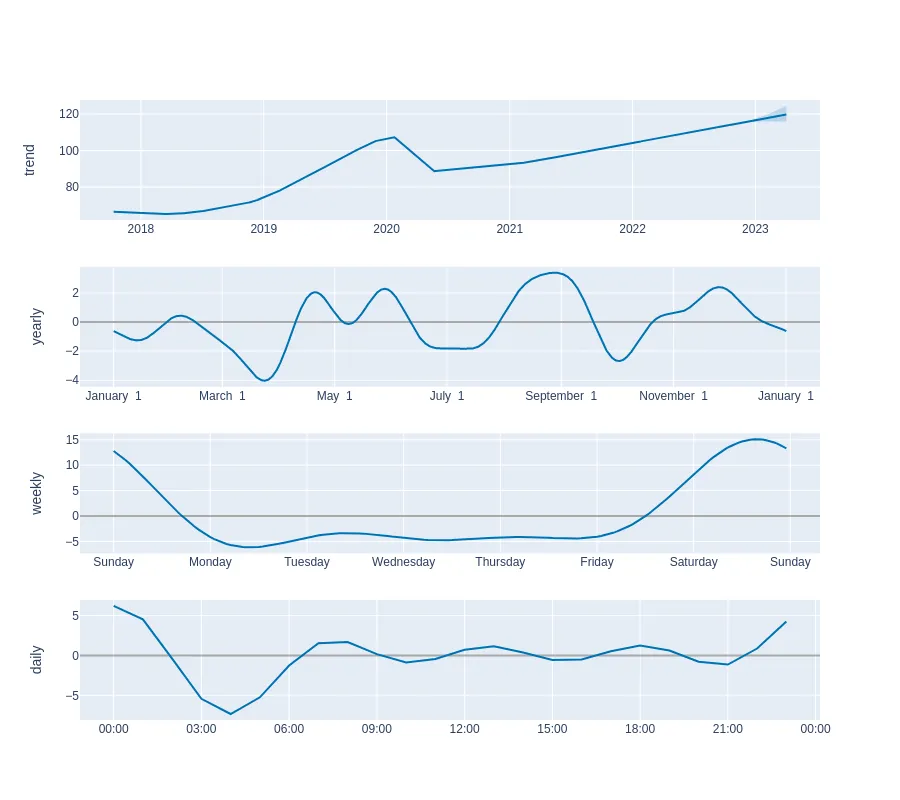 trend
120
100
80
2018 2019 2020 2021 2022 2023
yearly
2
0
−2
−4
January 1 March 1 May 1 July 1 September 1 November 1 January 1
weekly
15
10
5
0
−5
Sunday Monday Tuesday Wednesday Thursday Friday Saturday Sunday
daily
5
0
−5
00:00 03:00 06:00 09:00 12:00 15:00 18:00 21:00 00:00